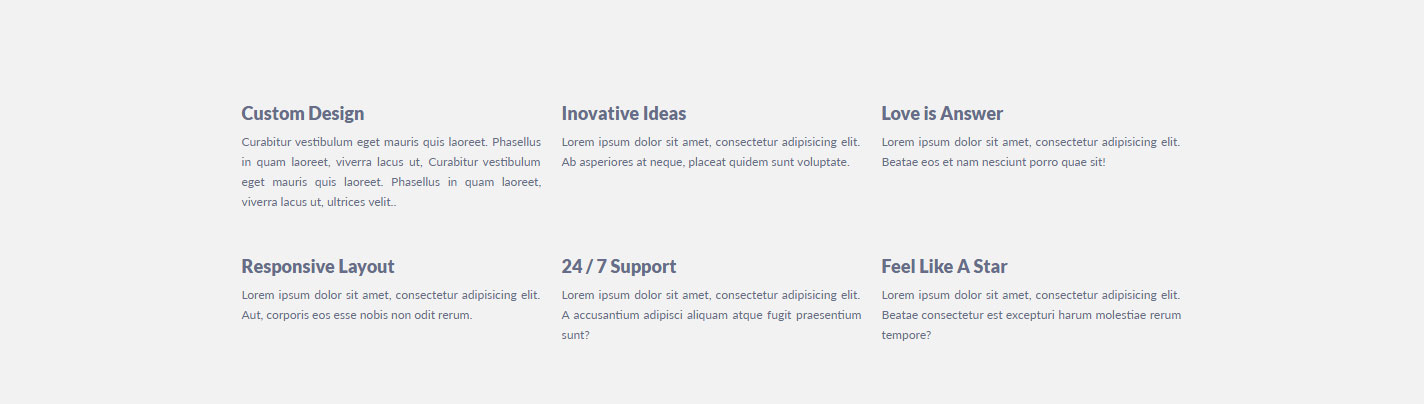 Custom Design
Curabitur vestibulum eget mauris quis laoreet. Phasellus
in quam laoreet, viverra lacus ut, Curabitur vestibulum
eget mauris quis laoreet. Phasellus in quam laoreet,
viverra lacus ut, ultrices velit..
Inovative Ideas
Lorem ipsum dolor sit amet, consectetur adipisicing elit.
Ab asperiores at neque, placeat quidem sunt voluptate.
Love is Answer
Lorem ipsum dolor sit amet, consectetur adipisicing elit.
Beatae eos et nam nesciunt porro quae sit!
Responsive Layout
Lorem ipsum dolor sit amet, consectetur adipisicing elit.
Aut, corporis eos esse nobis non odit rerum.
24 / 7 Support
Lorem ipsum dolor sit amet, consectetur adipisicing elit.
A accusantium adipisci aliquam atque fugit praesentium
sunt?
Feel Like A Star
Lorem ipsum dolor sit amet, consectetur adipisicing elit.
Beatae consectetur est excepturi harum molestiae rerum
tempore?